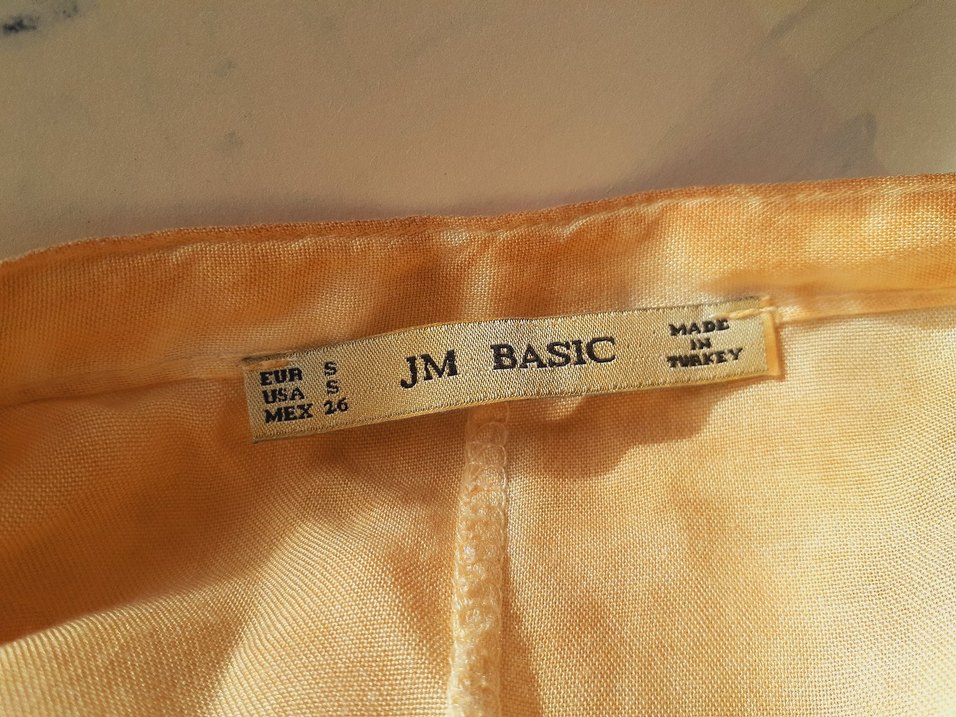 EUR S
USA S
MEX 26
JM BASIC
MADE
IN
TURKEY